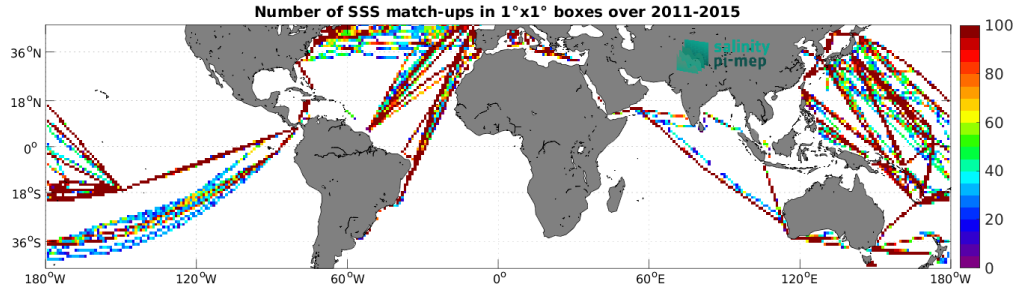 Number of SSS match-ups in 1°x1° boxes over 2011-2015
36°N
18°N
0°
18°S
36°S
180°W
120°W
60°W
0°
60°E
120°E
180°W
salinity
pi-mep
100
80
60
40
20
0